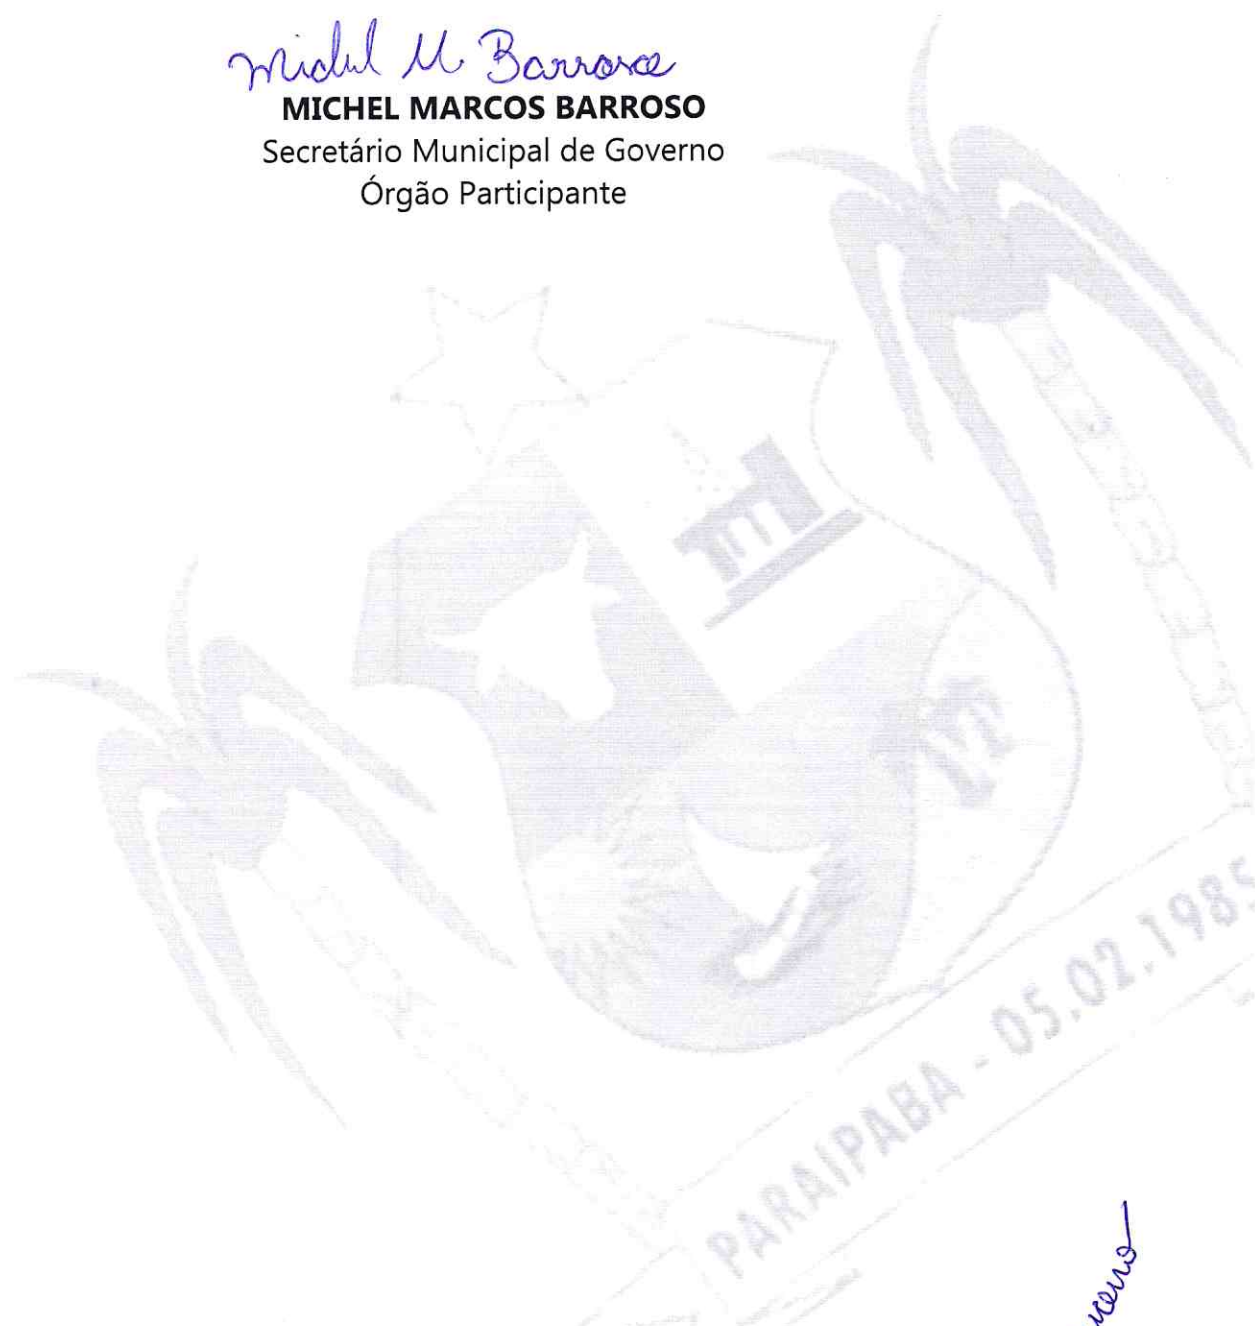 Michel M. Barroso
MICHEL MARCOS BARROSO
Secretário Municipal de Governo
Órgão Participante
PARAIPABA - 05.02.1985